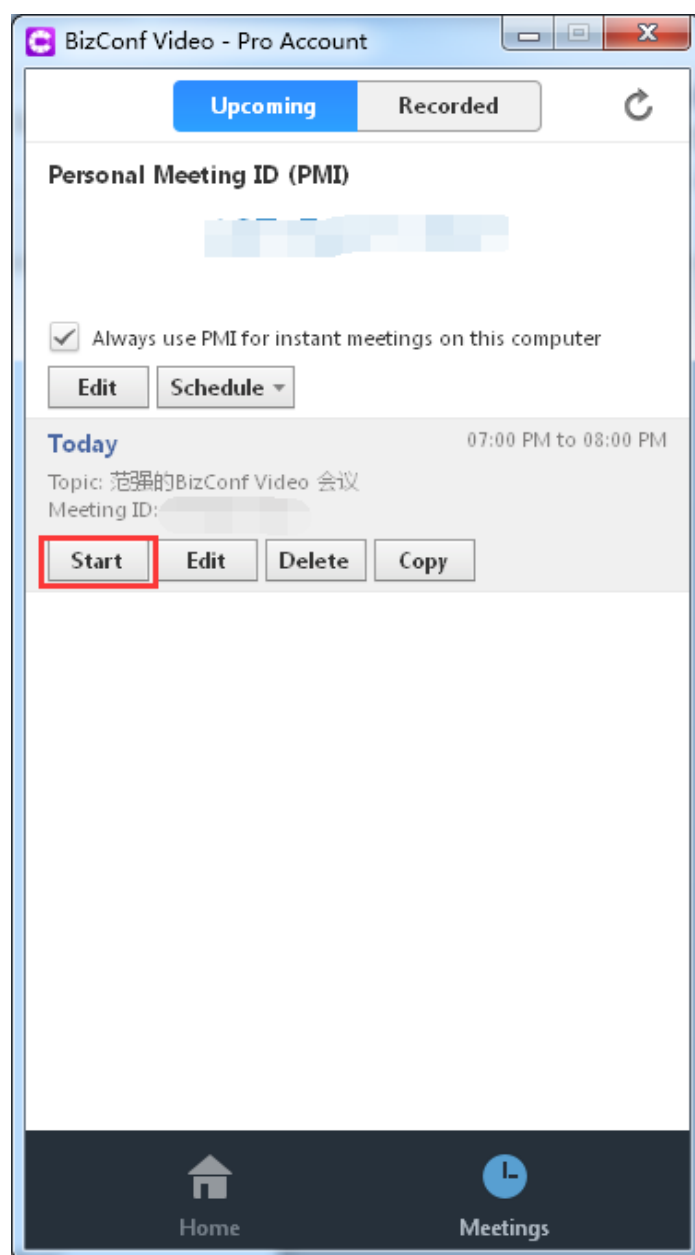 BizConf Video - Pro Account
Upcoming Recorded
Personal Meeting ID (PMI)
Always use PMI for instant meetings on this computer
Edit Schedule
Today 07:00 PM to 08:00 PM
Topic: 范强的BizConf Video 会议
Meeting ID:
Start Edit Delete Copy
Home Meetings